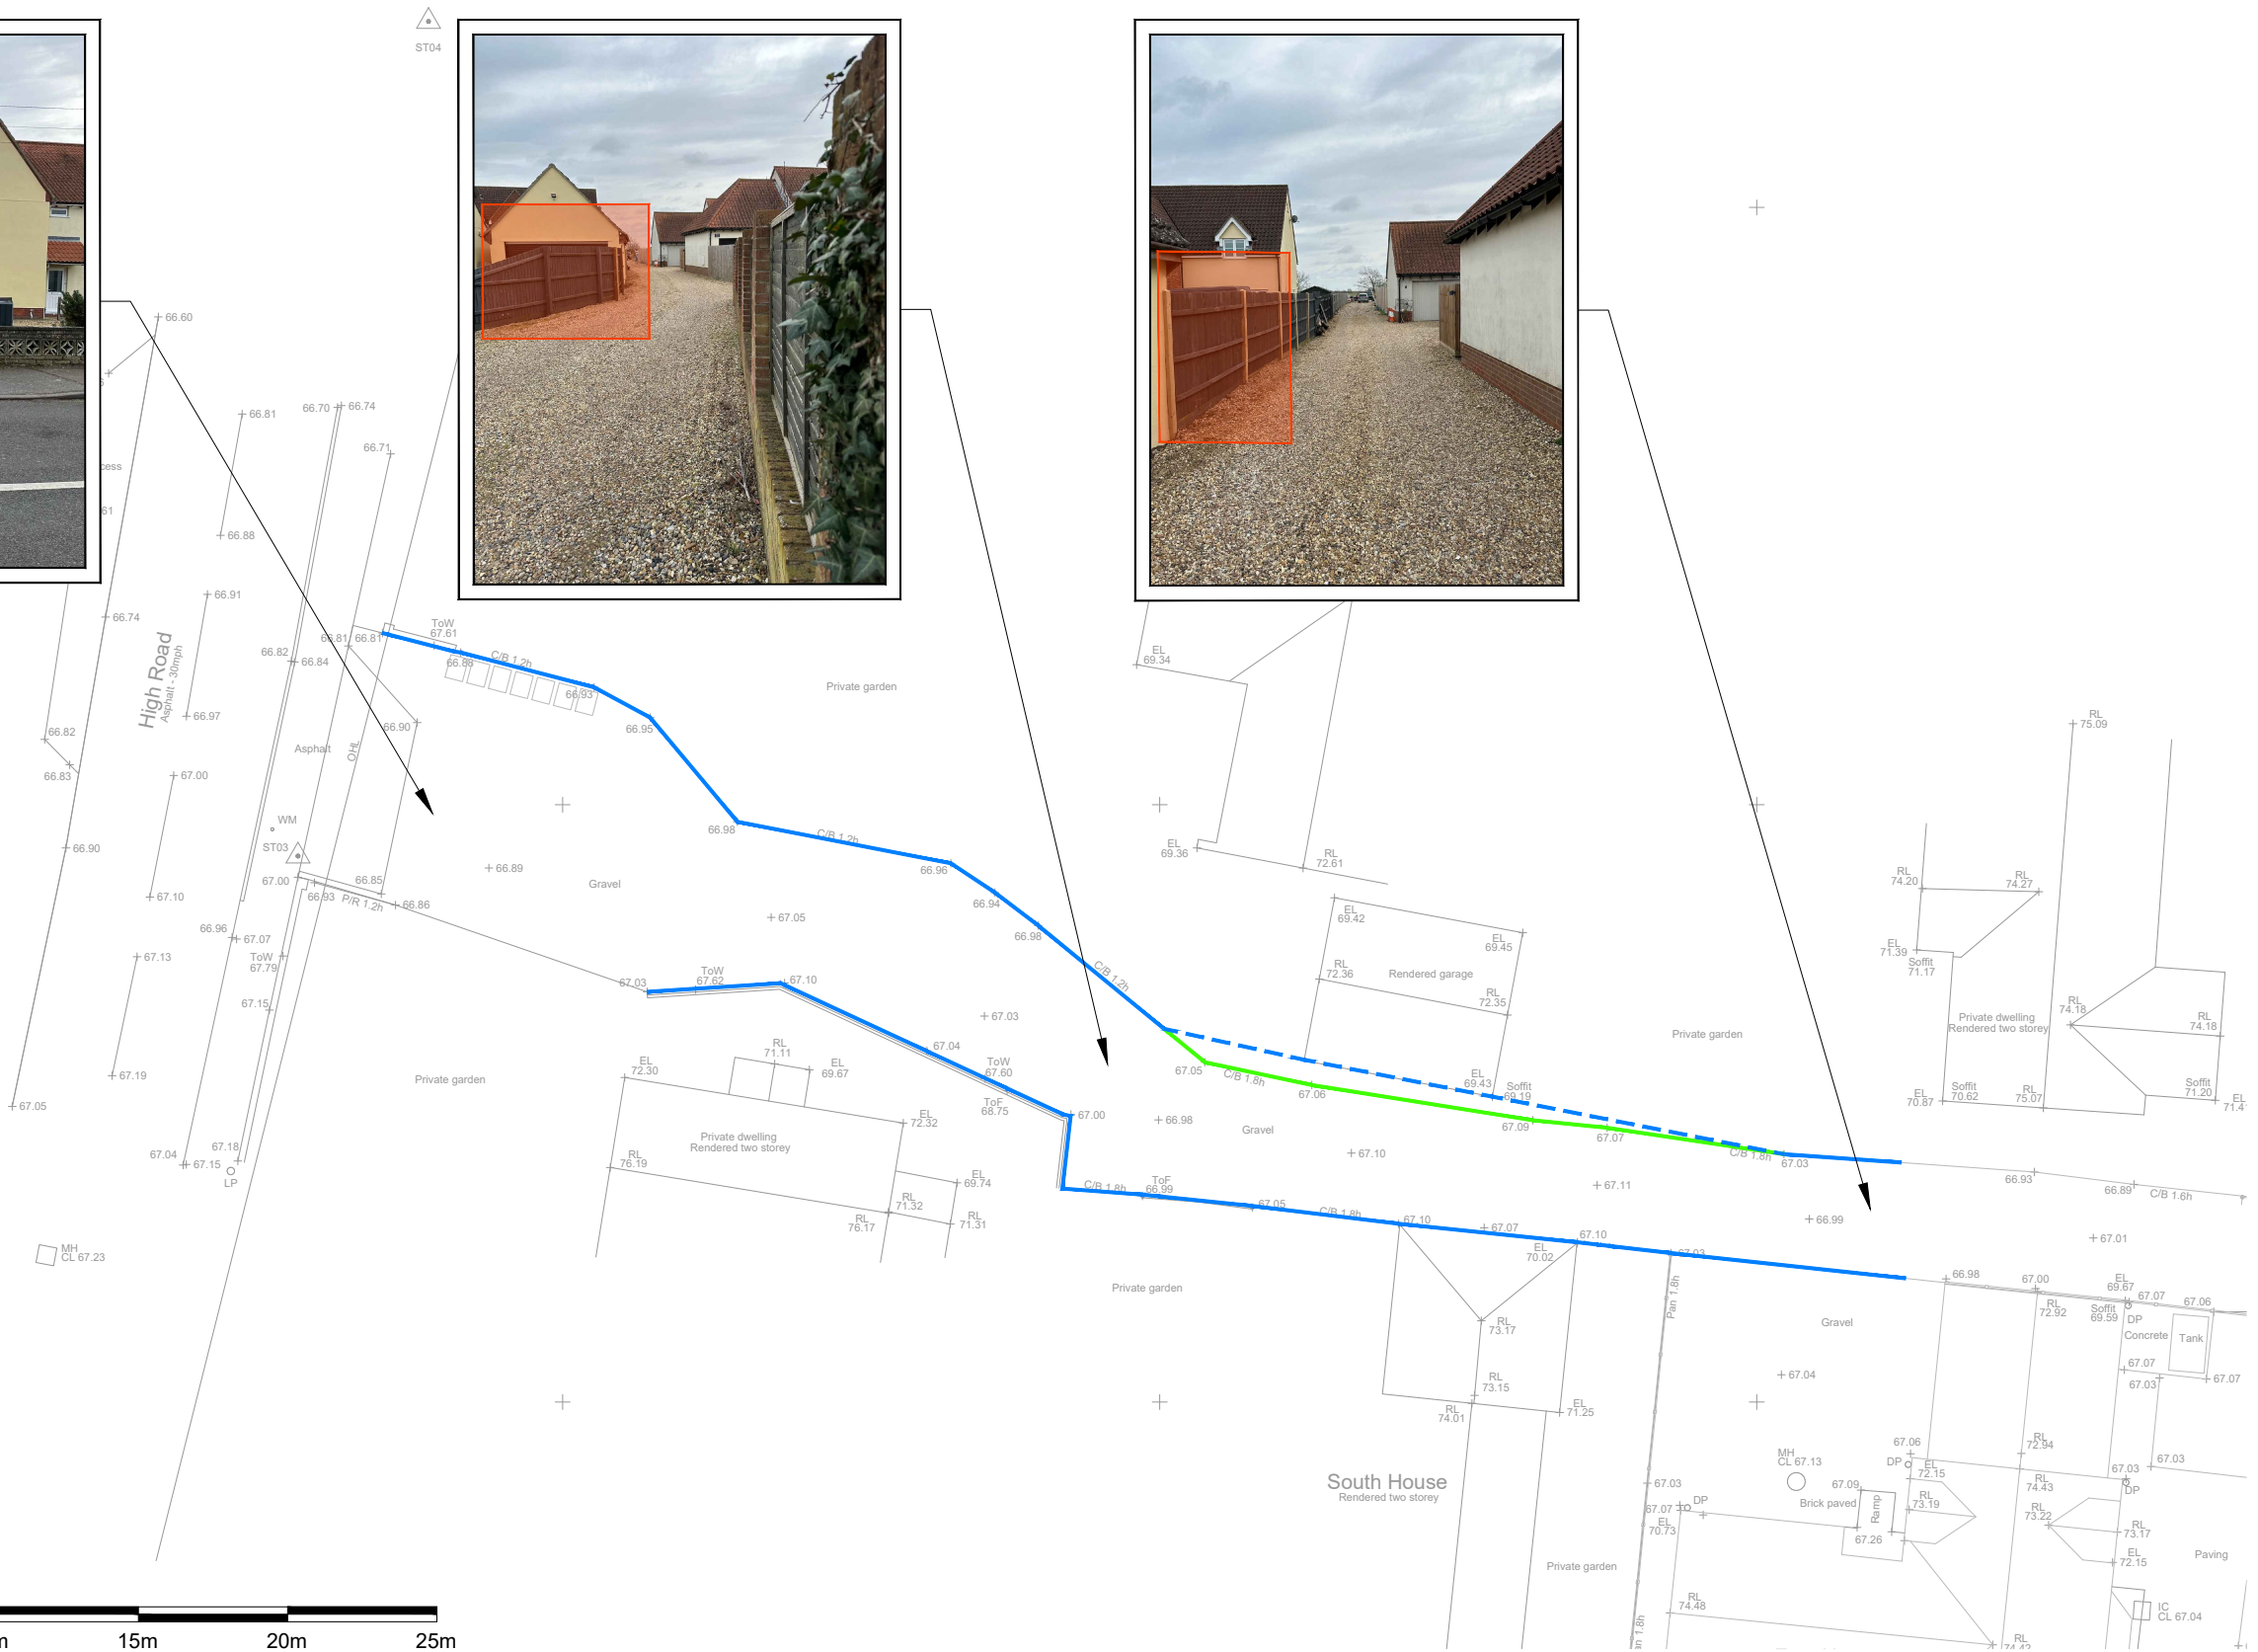 ST04
66.60
66.81
66.70
66.74
66.71
66.88
cess
61
66.91
66.74
ToW
67.61
66.81
66.81
66.82
66.84
66.88
C/B 1.2h
66.93
High Road
Asphalt - 30mph
66.97
66.95
66.90
Private garden
EL
69.34
66.82
66.83
Asphalt
OHL
67.00
WM
ST03
66.98
C/B 1.2h
EL
69.36
RL
72.61
RL
75.09
66.90
67.00
66.85
66.93
P/R 1.2h
66.86
66.89
Gravel
66.96
RL
74.20
RL
74.27
67.10
66.94
67.05
EL
69.42
EL
69.45
66.96
67.07
66.98
ToW
67.79
67.13
EL
71.39
Soffit
71.17
67.03
ToW
67.62
67.10
C/B 1.2h
RL
72.36
Rendered garage
RL
72.35
67.15
67.03
Private garden
Private dwelling
Rendered two storey
RL
74.18
RL
74.18
67.04
RL
71.11
EL
69.67
EL
72.30
ToW
67.60
67.05
C/B 1.8h
67.06
EL
69.43
Soffit
69.19
67.19
Private garden
ToF
68.75
67.00
EL
70.87
Soffit
70.62
RL
75.07
Soffit
71.20
EL
67.05
EL
72.32
66.98
Gravel
67.09
67.07
67.18
67.04
67.15
LP
Private dwelling
Rendered two storey
RL
76.19
67.10
C/B 1.8h
67.03
EL
69.74
C/B 1.8h
ToF
66.99
67.11
66.93
66.89
C/B 1.6h
RL
71.32
RL
76.17
RL
71.31
67.05
C/B 1.8h
67.10
67.07
67.10
66.99
67.01
MH
CL 67.23
EL
70.02
67.03
Private garden
66.98
67.00
EL
69.67
67.07
67.06
Pan 1.8h
RL
72.92
Soffit
69.59
DP
Gravel
RL
73.17
Concrete
Tank
67.04
67.07
67.03
67.07
RL
73.15
RL
74.01
EL
71.25
South House
Rendered two storey
67.06
RL
72.94
MH
CL 67.13
DP
EL
72.15
67.03
67.03
67.03
DP
67.09
Brick paved
Ramp
RL
74.43
67.07
DP
EL
70.73
RL
73.19
RL
73.22
RL
73.17
67.26
EL
72.15
Paving
Private garden
RL
74.48
IC
CL 67.04
RL
15m
20m
25m